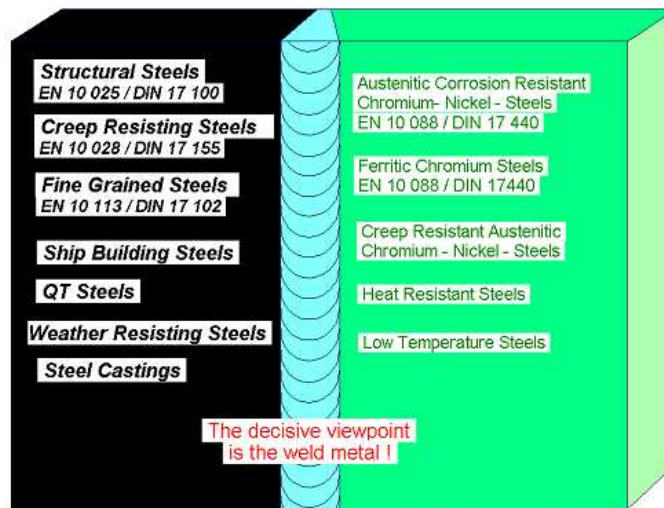 Structural Steels
EN 10 025 / DIN 17 100
Creep Resisting Steels
EN 10 028 / DIN 17 155
Fine Grained Steels
EN 10 113 / DIN 17 102
Ship Building Steels
QT Steels
Weather Resisting Steels
Steel Castings
Austenitic Corrosion Resistant
Chromium- Nickel - Steels
EN 10 088 / DIN 17 440
Ferritic Chromium Steels
EN 10 088 / DIN 17440
Creep Resistant Austenitic
Chromium - Nickel - Steels
Heat Resistant Steels
Low Temperature Steels
The decisive viewpoint
is the weld metal !